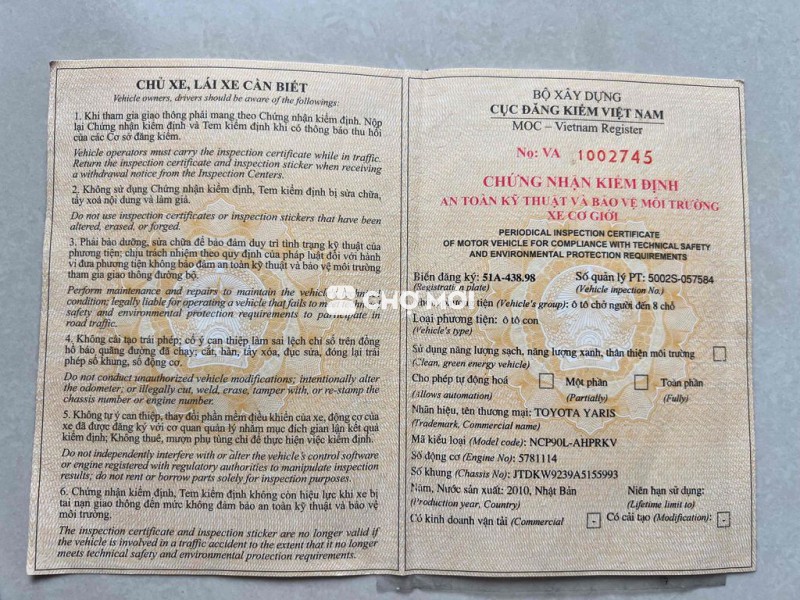 CHỦ XE, LÁI XE CẦN BIẾT
Vehicle owners, drivers should be aware of the followings:
1. Khi tham gia giao thông phải mang theo Chứng nhận kiểm định. Nộp
lại Chứng nhận kiểm định và Tem kiểm định khi có thông báo thu hồi
của các Cơ sở đăng kiểm.
Vehicle operators must carry the inspection certificate while in traffic.
Return the inspection certificate and inspection sticker when receiving
a withdrawal notice from the Inspection Centers.
2. Không sử dụng Chứng nhận kiểm định, Tem kiểm định bị sửa chữa,
tẩy xoá nội dung và làm giả.
Do not use inspection certificates or inspection stickers that have been
altered, erased, or forged.
3. Phải bảo dưỡng, sửa chữa để bảo đảm duy trì tình trạng kỹ thuật của
phương tiện; chịu trách nhiệm theo quy định của pháp luật đối với hành
vi đưa phương tiện không bảo đảm an toàn kỹ thuật và bảo vệ môi trường
tham gia giao thông đường bộ.
Perform maintenance and repairs to maintain the
condition; legally liable for operating a vehicle that fails to
safety and environmental protection requirements to participate in
road traffic.
4. Không cải tạo trái phép; cố ý can thiệp làm sai lệch chỉ số trên đồng
hồ báo quãng đường đã chạy; cắt, hàn, tẩy xóa, đục sửa, đóng lại trái
phép số khung, số động cơ.
Do not conduct unauthorized vehicle modifications; intentionally alter
the odometer; or illegally cut, weld, erase, tamper with, or re-stamp the
chassis number or engine number.
5. Không tự ý can thiệp, thay đổi phần mềm điều khiển của xe, động cơ của
xe đã được đăng ký với cơ quan quản lý nhằm mục đích gian lận kết quả
kiểm định; Không thuê, mượn phụ tùng chỉ để thực hiện việc kiểm định.
Do not independently interfere with or alter the vehicle's control software
or engine registered with regulatory authorities to manipulate inspection
results; do not rent or borrow parts solely for inspection purposes.
6. Chứng nhận kiểm định, Tem kiểm định không còn hiệu lực khi xe bị
tai nạn giao thông đến mức không đảm bảo an toàn kỹ thuật và bảo vệ
môi trường.
The inspection certificate and inspection sticker are no longer valid if
the vehicle is involved in a traffic accident to the extent that it no longer
meets technical safety and environmental protection requirements.
BỘ XÂY DỰNG
CỤC ĐĂNG KIỂM VIỆT NAM
MOC – Vietnam Register
No: VA 1002745
CHỨNG NHẬN KIỂM ĐỊNH
AN TOÀN KỸ THUẬT VÀ BẢO VỆ MÔI TRƯỜNG
XE CƠ GIỚI
PERIODICAL INSPECTION CERTIFICATE
OF MOTOR VEHICLE FOR COMPLIANCE WITH TECHNICAL SAFETY
AND ENVIRONMENTAL PROTECTION REQUIREMENTS
Biển đăng ký: 51A-438.98 Số quản lý PT: 5002S-057584
(Registration plate) (Vehicle inspection No.)
tiện (Vehicle's group): ô tô chở người đến 8 chỗ
Loại phương tiện: ô tô con
(Vehicle's type)
Sử dụng năng lượng sạch, năng lượng xanh, thân thiện môi trường
(Clean, green energy vehicle)
Cho phép tự động hoá Một phần Toàn phần
(Allows automation) (Partially) (Fully)
Nhãn hiệu, tên thương mại: TOYOTA YARIS
(Trademark, Commercial name)
Mã kiểu loại (Model code): NCP90L-AHPRKV
Số động cơ (Engine No): 5781114
Số khung (Chassis No): JTDKW9239A5155993
Năm, Nước sản xuất: 2010, Nhật Bản Niên hạn sử dụng:
(Production year, Country) (Lifetime limit to)
Có kinh doanh vận tải (Commercial - Có cải tạo (Modification): -
CHỢ MỚI